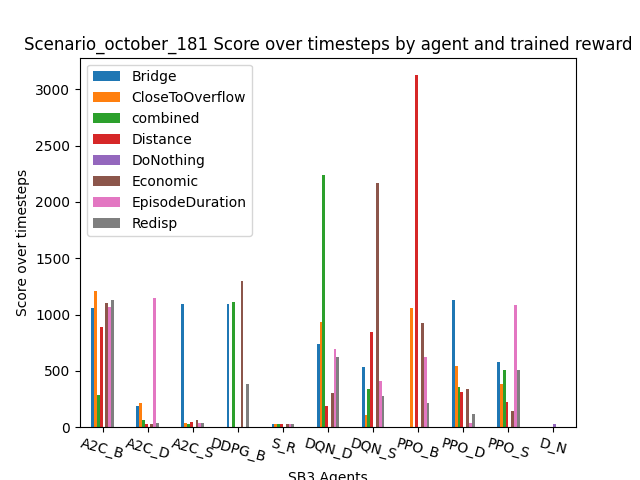 Scenario_october_181 Score over timesteps by agent and trained reward
Score over timesteps
3000
2500
2000
1500
1000
500
0
Bridge
CloseToOverflow
combined
Distance
DoNothing
Economic
EpisodeDuration
Redisp
A2C_B
A2C_D
A2C_S
DDPG_B
S_R
DQN_D
DQN_S
PPO_B
PPO_D
PPO_S
D_N
SB3 Agents